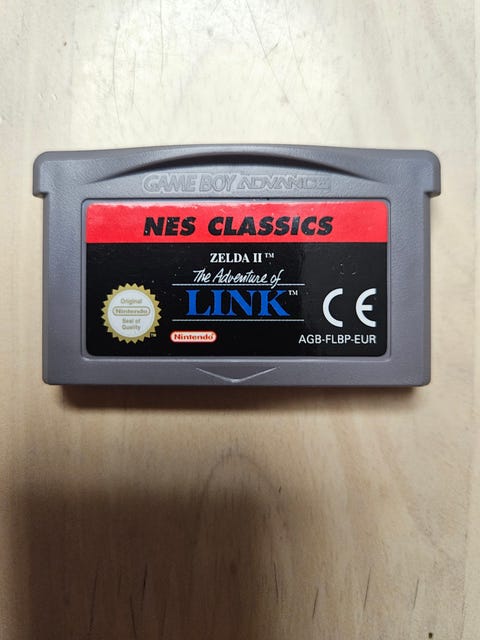 GAME BOY ADVANCE
NES CLASSICS
ZELDA II™
The Adventure of
LINK™
Original
Nintendo
Seal of
Quality
TM
Nintendo®
CE
AGB-FLBP-EUR